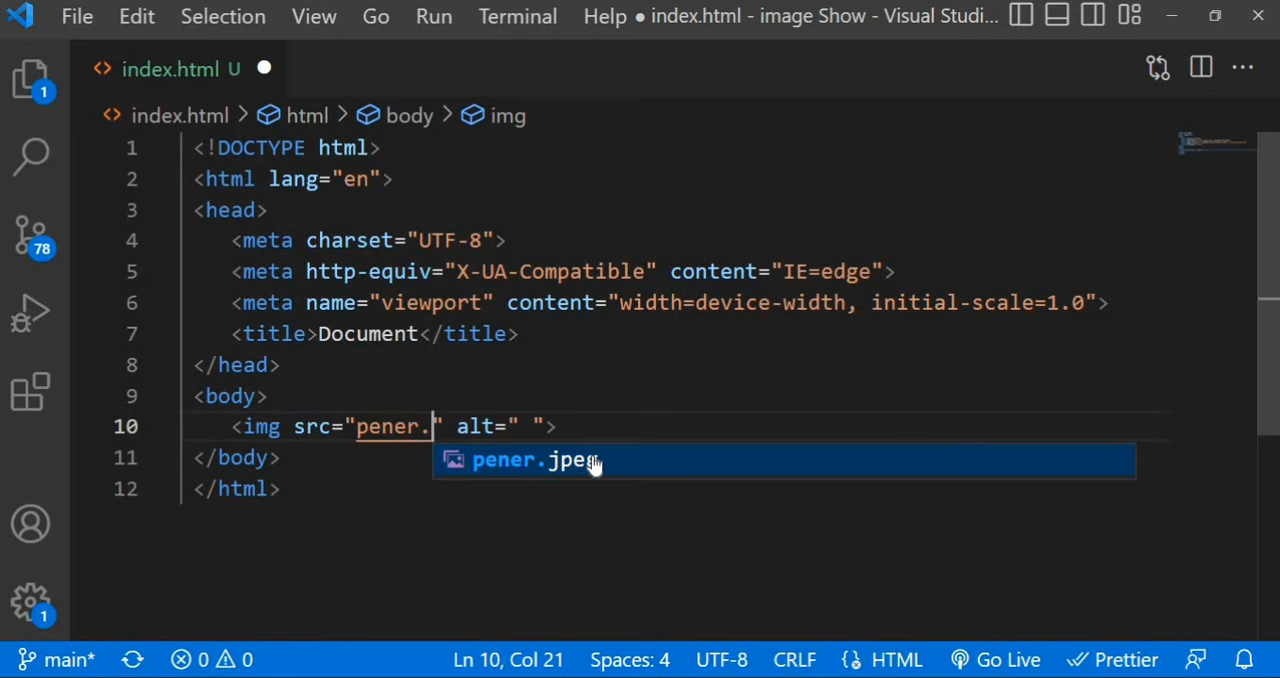 File Edit Selection View Go Run Terminal Help ● index.html - image Show - Visual Studi...
index.html U
index.html > html > body > img
1 <!DOCTYPE html>
2 <html lang="en">
3 <head>
4 <meta charset="UTF-8">
5 <meta http-equiv="X-UA-Compatible" content="IE=edge">
6 <meta name="viewport" content="width=device-width, initial-scale=1.0">
7 <title>Document</title>
8 </head>
9 <body>
10 <img src="pener." alt=" ">
pener.jpeg
11 </body>
12 </html>
1
78
1
main* 0 0 Ln 10, Col 21 Spaces: 4 UTF-8 CRLF HTML Go Live Prettier